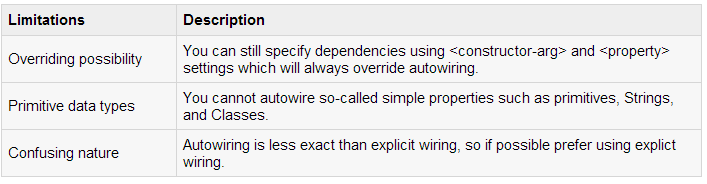 Limitations Description
Overriding possibility You can still specify dependencies using <constructor-arg> and <property>
settings which will always override autowiring.
Primitive data types You cannot autowire so-called simple properties such as primitives, Strings,
and Classes.
Confusing nature Autowiring is less exact than explicit wiring, so if possible prefer using explict
wiring.